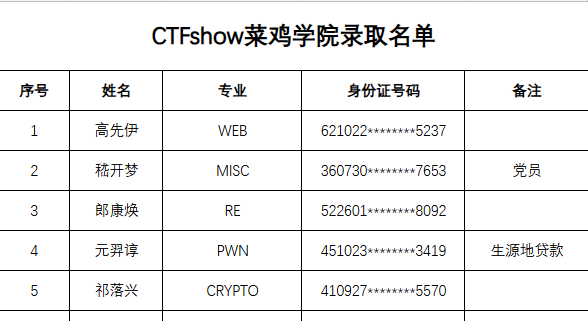 CTFshow菜鸡学院录取名单
序号 姓名 专业 身份证号码 备注
1 高先伊 WEB 621022********5237
2 嵇开梦 MISC 360730********7653 党员
3 郎康焕 RE 522601********8092
4 元羿谆 PWN 451023********3419 生源地贷款
5 祁落兴 CRYPTO 410927********5570